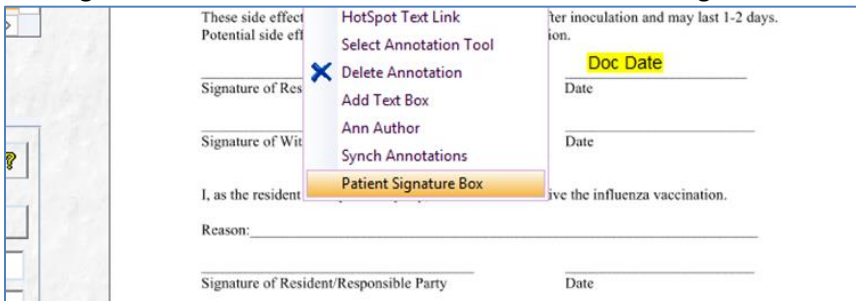 These side effect
HotSpot Text Link
ter inoculation and may last 1-2 days.
Potential side eff
ion.
Select Annotation Tool
Doc Date
Delete Annotation
Signature of Res
Date
Add Text Box
Ann Author
Signature of Wit
Date
Synch Annotations
Patient Signature Box
I, as the resident
ive the influenza vaccination.
Reason:
Signature of Resident/Responsible Party
Date